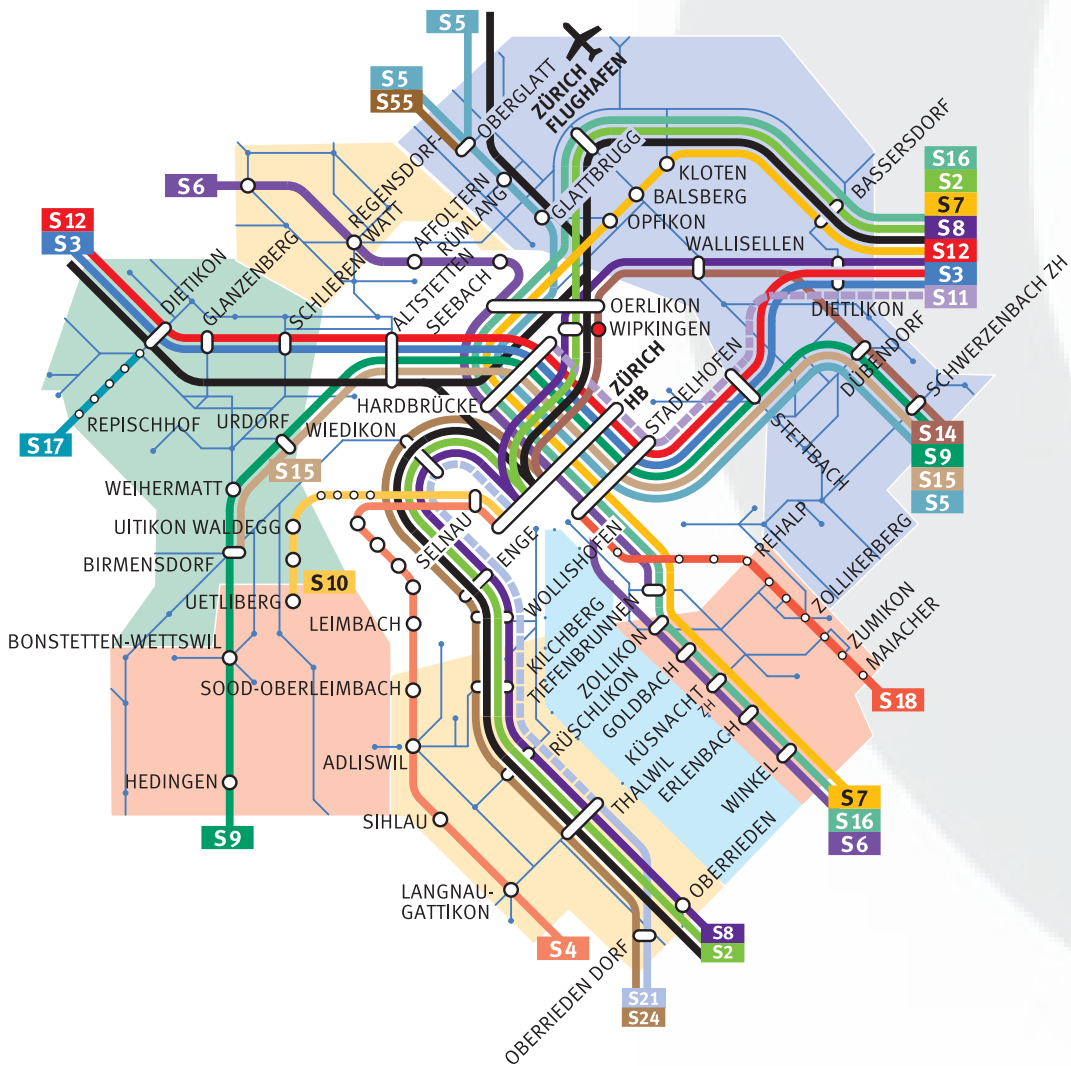 S5
S5
S55
OBERGLATT
ZÜRICH
FLUGHAFEN
GLATTBRUGG
BASSERSDORF
S16
S2
S7
S8
S12
S3
S11
KLOTEN
BALSBERG
OPFIKON
WALLISELLEN
DIETLIKON
S6
REGENSDORF-
WATT
AFFOLTERN
RÜMLANG
S12
S3
DIETIKON
GLANZENBERG
SCHLIEREN
ALTSTETTEN
SEEBACH
OERLIKON
WIPKINGEN
DÜBENDORF
SCHWERZENBACH ZH
HARDBRÜCKE
ZÜRICH
HB
STADELHOFEN
STETTBACH
S14
S9
S15
S5
S17
REPISCHHOF
URDORF
WIEDIKON
S15
WEIHERMATT
UITIKON WALDEGG
BIRMENSDORF
S10
UETLIBERG
SELNAU
ENGE
WOLLISHOFEN
REHALP
ZOLLIKERBERG
ZUMIKON
MAIACHER
S18
LEIMBACH
BONSTETTEN-WETTSWIL
SOOD-OBERLEIMBACH
KILCHBERG
TIEFENBRUNNEN
ZOLLIKON
RÜSCHLIKON
GOLDBACH
KÜSNACHT
ZH
THALWIL
ERLENBACH
WINKEL
ADLISWIL
HEDINGEN
S9
SIHLAU
S7
S16
S6
LANGNAU-
GATTIKON
S4
OBERRIEDEN
S8
S2
OBERRIEDEN DORF
S21
S24